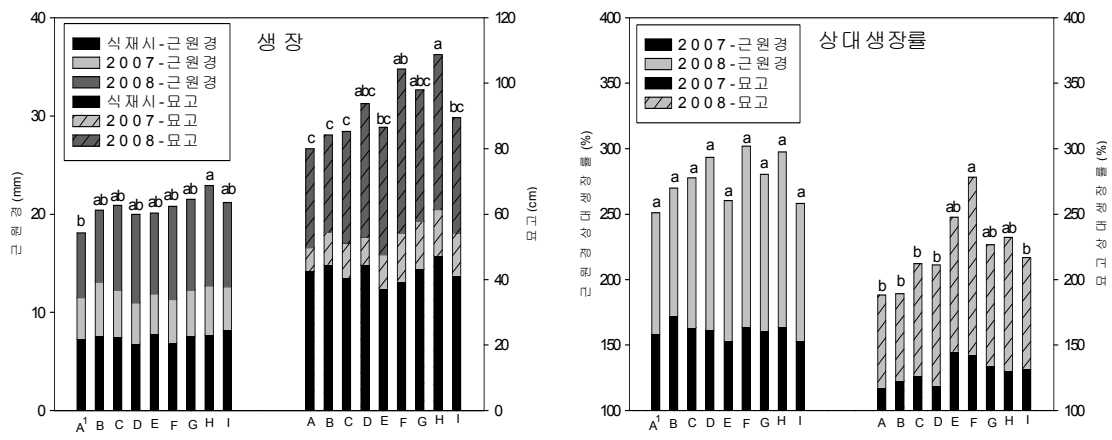 생 장
식재시-근원경
2007-근원경
2008-근원경
식재시-묘고
2007-묘고
2008-묘고
근원경 (mm)
40
30
20
10
0
묘고 (cm)
120
100
80
60
40
20
0
b ab ab ab ab ab ab a ab
c c c abc bc ab abc a bc
A¹ B C D E F G H I
A B C D E F G H I
상대생장률
2007-근원경
2008-근원경
2007-묘고
2008-묘고
근원경상대생장률 (%)
400
350
300
250
200
150
100
묘고상대생장률 (%)
400
350
300
250
200
150
100
a a a a a a a a a
b b b b ab a ab ab b
A¹ B C D E F G H I
A B C D E F G H I